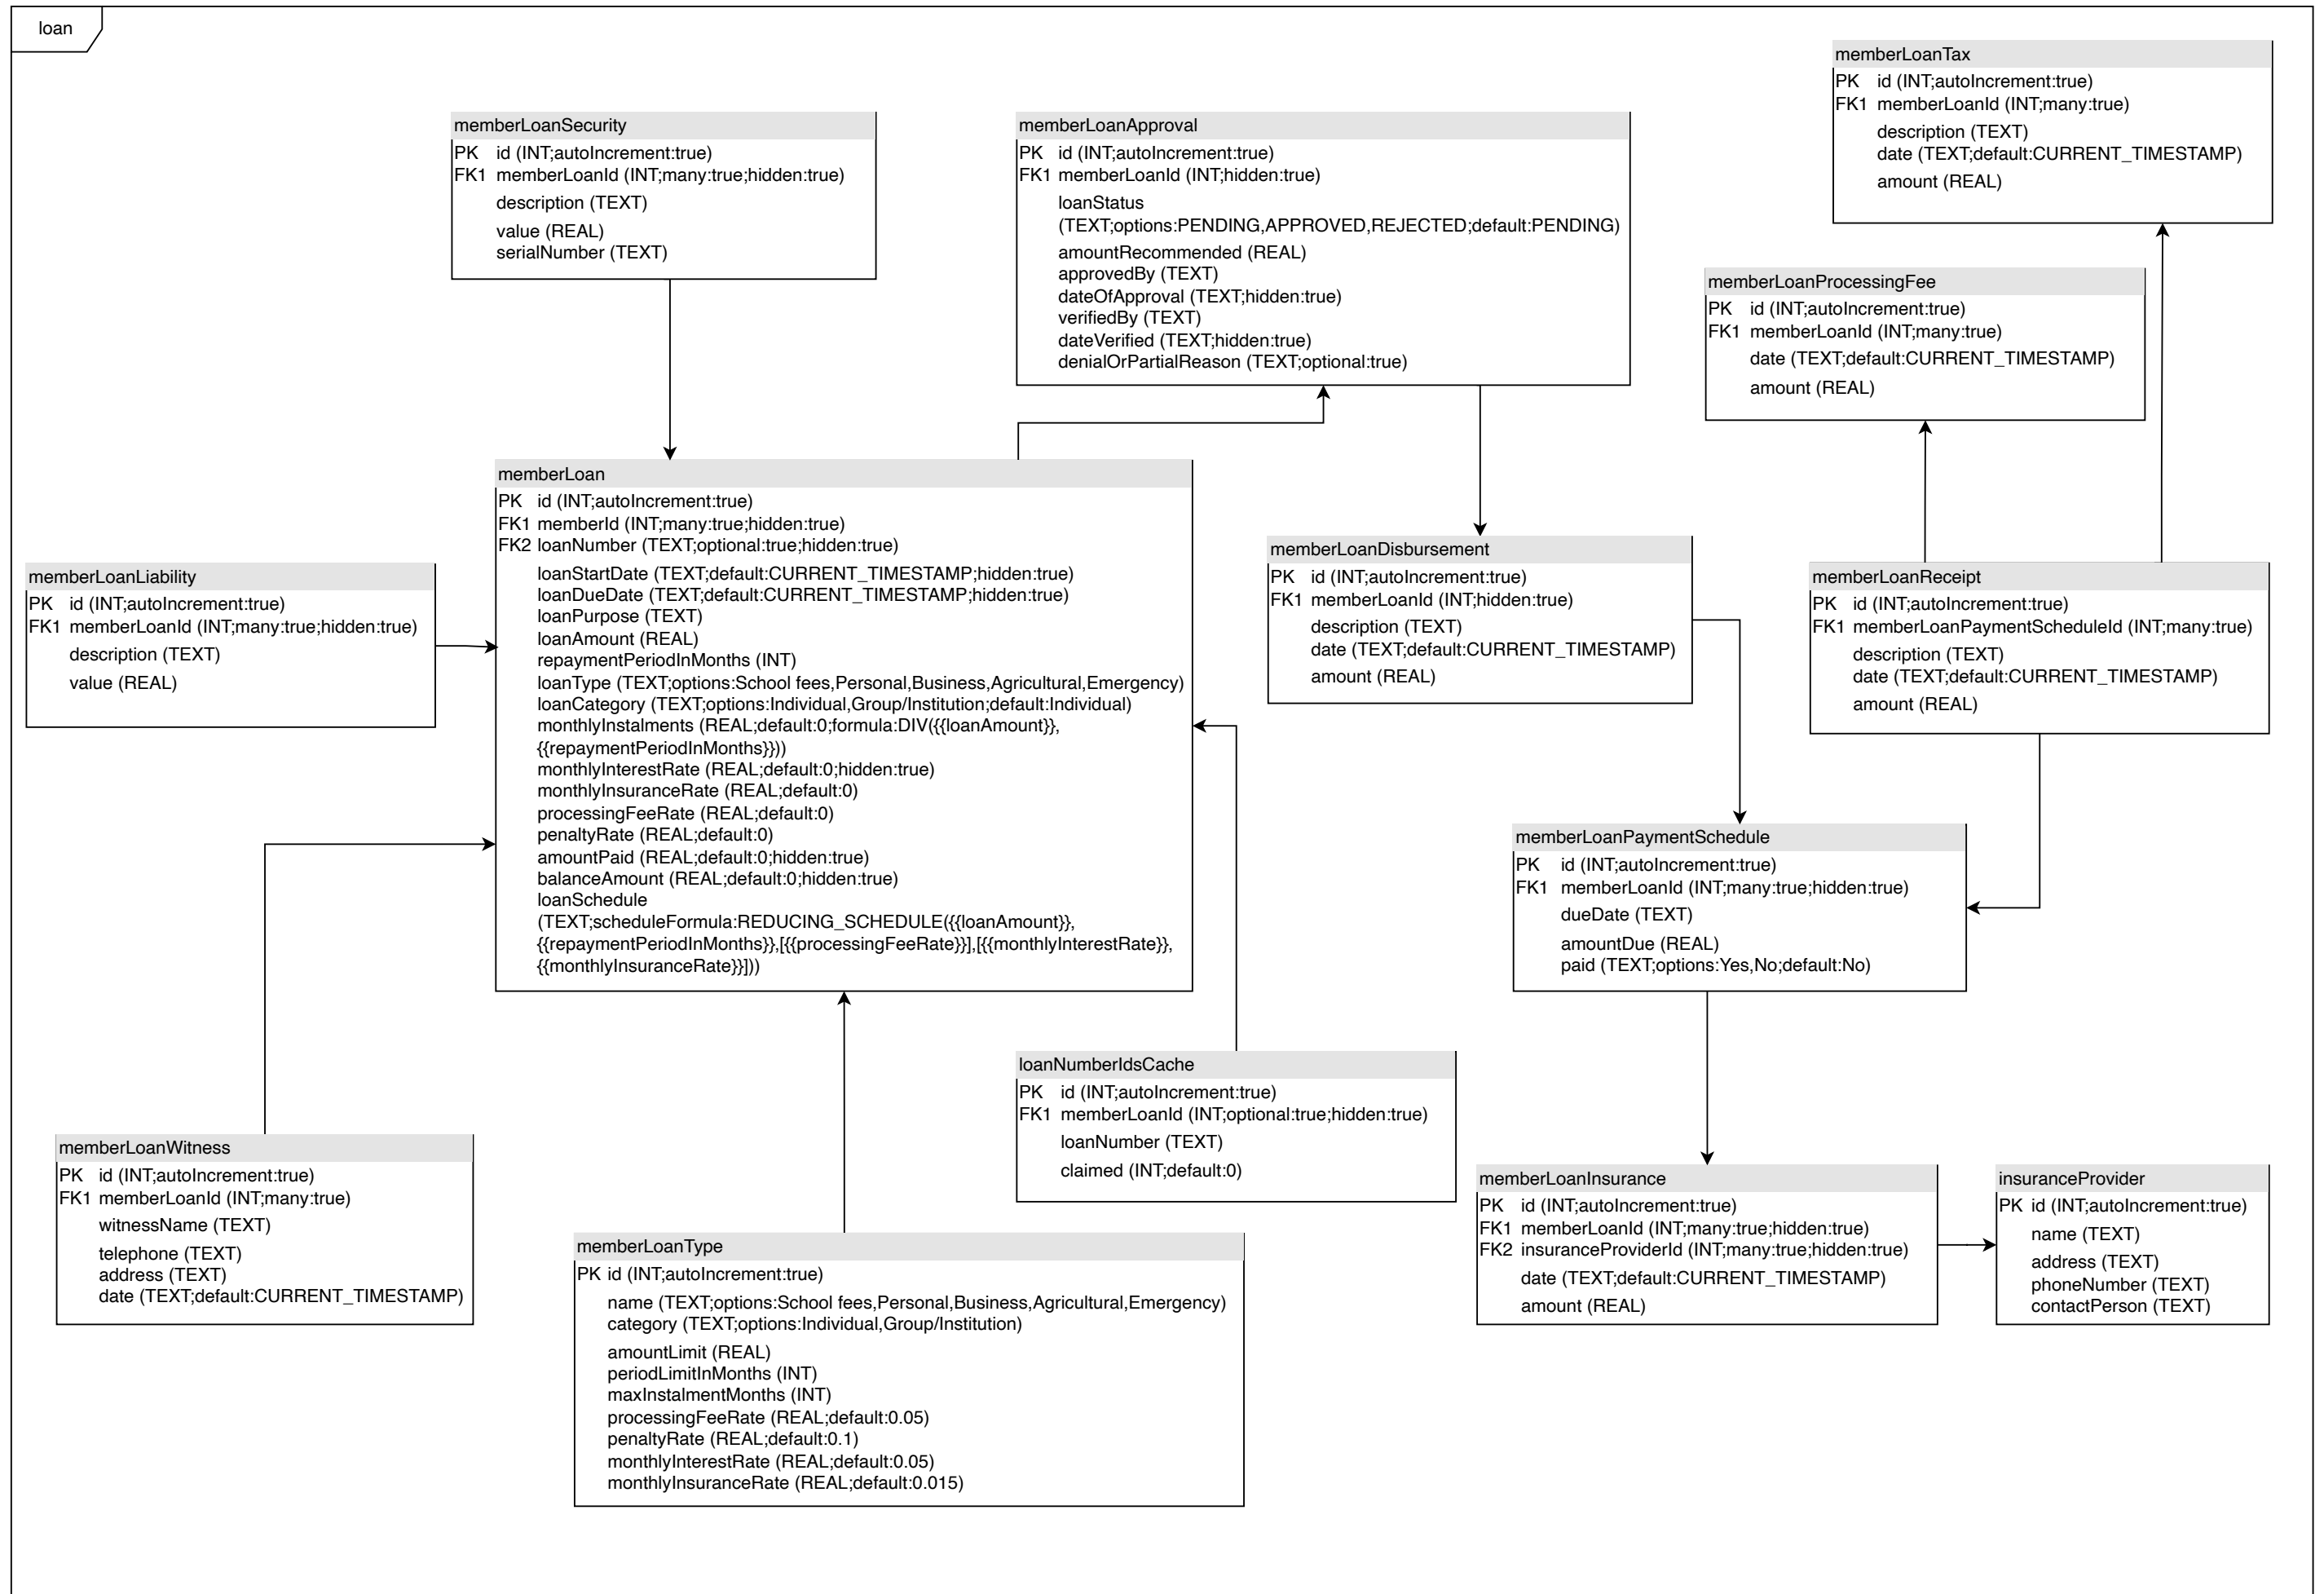 loan
memberLoanTax
PK id (INT;autoIncrement:true)
FK1 memberLoanId (INT;many:true)
description (TEXT)
date (TEXT;default:CURRENT_TIMESTAMP)
amount (REAL)
memberLoanSecurity
PK id (INT;autoIncrement:true)
FK1 memberLoanId (INT;many:true;hidden:true)
description (TEXT)
value (REAL)
serialNumber (TEXT)
memberLoanApproval
PK id (INT;autoIncrement:true)
FK1 memberLoanId (INT;hidden:true)
loanStatus
(TEXT;options:PENDING,APPROVED,REJECTED;default:PENDING)
amountRecommended (REAL)
approvedBy (TEXT)
dateOfApproval (TEXT;hidden:true)
verifiedBy (TEXT)
dateVerified (TEXT;hidden:true)
denialOrPartialReason (TEXT;optional:true)
memberLoanProcessingFee
PK id (INT;autoIncrement:true)
FK1 memberLoanId (INT;many:true)
date (TEXT;default:CURRENT_TIMESTAMP)
amount (REAL)
memberLoan
PK id (INT;autoIncrement:true)
FK1 memberId (INT;many:true;hidden:true)
FK2 loanNumber (TEXT;optional:true;hidden:true)
loanStartDate (TEXT;default:CURRENT_TIMESTAMP;hidden:true)
loanDueDate (TEXT;default:CURRENT_TIMESTAMP;hidden:true)
loanPurpose (TEXT)
loanAmount (REAL)
repaymentPeriodInMonths (INT)
loanType (TEXT;options:School fees,Personal,Business,Agricultural,Emergency)
loanCategory (TEXT;options:Individual,Group/Institution;default:Individual)
monthlyInstalments (REAL;default:0;formula:DIV({{loanAmount}},
{{repaymentPeriodInMonths}}))
monthlyInterestRate (REAL;default:0;hidden:true)
monthlyInsuranceRate (REAL;default:0)
processingFeeRate (REAL;default:0)
penaltyRate (REAL;default:0)
amountPaid (REAL;default:0;hidden:true)
balanceAmount (REAL;default:0;hidden:true)
loanSchedule
(TEXT;scheduleFormula:REDUCING_SCHEDULE({{loanAmount}},
{{repaymentPeriodInMonths}},[{{processingFeeRate}}],[{{monthlyInterestRate}},
{{monthlyInsuranceRate}}]))
memberLoanLiability
PK id (INT;autoIncrement:true)
FK1 memberLoanId (INT;many:true;hidden:true)
description (TEXT)
value (REAL)
memberLoanDisbursement
PK id (INT;autoIncrement:true)
FK1 memberLoanId (INT;hidden:true)
description (TEXT)
date (TEXT;default:CURRENT_TIMESTAMP)
amount (REAL)
memberLoanReceipt
PK id (INT;autoIncrement:true)
FK1 memberLoanPaymentScheduleId (INT;many:true)
description (TEXT)
date (TEXT;default:CURRENT_TIMESTAMP)
amount (REAL)
memberLoanPaymentSchedule
PK id (INT;autoIncrement:true)
FK1 memberLoanId (INT;many:true;hidden:true)
dueDate (TEXT)
amountDue (REAL)
paid (TEXT;options:Yes,No;default:No)
loanNumberIdsCache
PK id (INT;autoIncrement:true)
FK1 memberLoanId (INT;optional:true;hidden:true)
loanNumber (TEXT)
claimed (INT;default:0)
memberLoanWitness
PK id (INT;autoIncrement:true)
FK1 memberLoanId (INT;many:true)
witnessName (TEXT)
telephone (TEXT)
address (TEXT)
date (TEXT;default:CURRENT_TIMESTAMP)
memberLoanInsurance
PK id (INT;autoIncrement:true)
FK1 memberLoanId (INT;many:true;hidden:true)
FK2 insuranceProviderId (INT;many:true;hidden:true)
date (TEXT;default:CURRENT_TIMESTAMP)
amount (REAL)
insuranceProvider
PK id (INT;autoIncrement:true)
name (TEXT)
address (TEXT)
phoneNumber (TEXT)
contactPerson (TEXT)
memberLoanType
PK id (INT;autoIncrement:true)
name (TEXT;options:School fees,Personal,Business,Agricultural,Emergency)
category (TEXT;options:Individual,Group/Institution)
amountLimit (REAL)
periodLimitInMonths (INT)
maxInstalmentMonths (INT)
processingFeeRate (REAL;default:0.05)
penaltyRate (REAL;default:0.1)
monthlyInterestRate (REAL;default:0.05)
monthlyInsuranceRate (REAL;default:0.015)